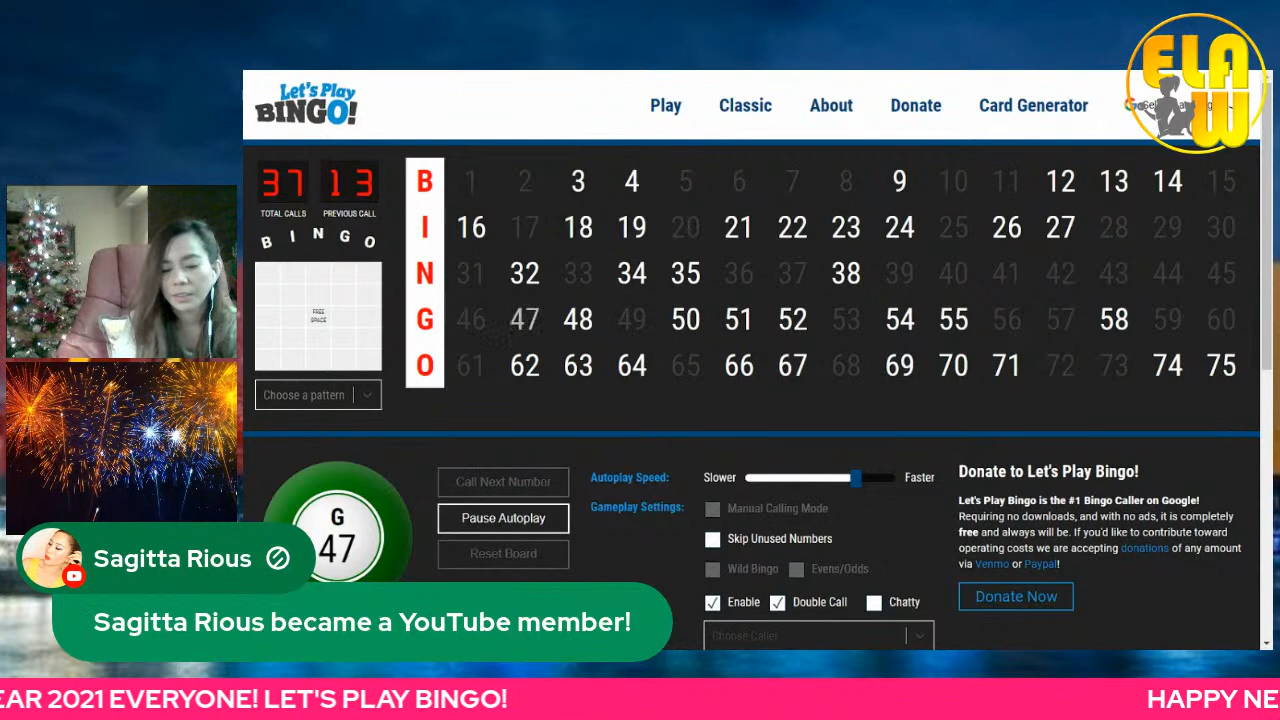 ELA
W
Let's Play
BINGO!
Play
Classic
About
Donate
Card Generator
37
13
TOTAL CALLS
PREVIOUS CALL
B I N G O
FREE
SPACE
Choose a pattern
B 1 2 3 4 5 6 7 8 9 10 11 12 13 14 15
I 16 17 18 19 20 21 22 23 24 25 26 27 28 29 30
N 31 32 33 34 35 36 37 38 39 40 41 42 43 44 45
G 46 47 48 49 50 51 52 53 54 55 56 57 58 59 60
O 61 62 63 64 65 66 67 68 69 70 71 72 73 74 75
G
47
Call Next Number
Pause Autoplay
Reset Board
Autoplay Speed:
Slower
Faster
Gameplay Settings:
Manual Calling Mode
Skip Unused Numbers
Wild Bingo
Evens/Odds
Enable
Double Call
Chatty
Choose Caller
Donate to Let's Play Bingo!
Let's Play Bingo is the #1 Bingo Caller on Google!
Requiring no downloads, and with no ads, it is completely
free and always will be. If you'd like to contribute toward
operating costs we are accepting donations of any amount
via Venmo or Paypal!
Donate Now
Sagitta Rious
Sagitta Rious became a YouTube member!
EAR 2021 EVERYONE! LET'S PLAY BINGO!
HAPPY NE